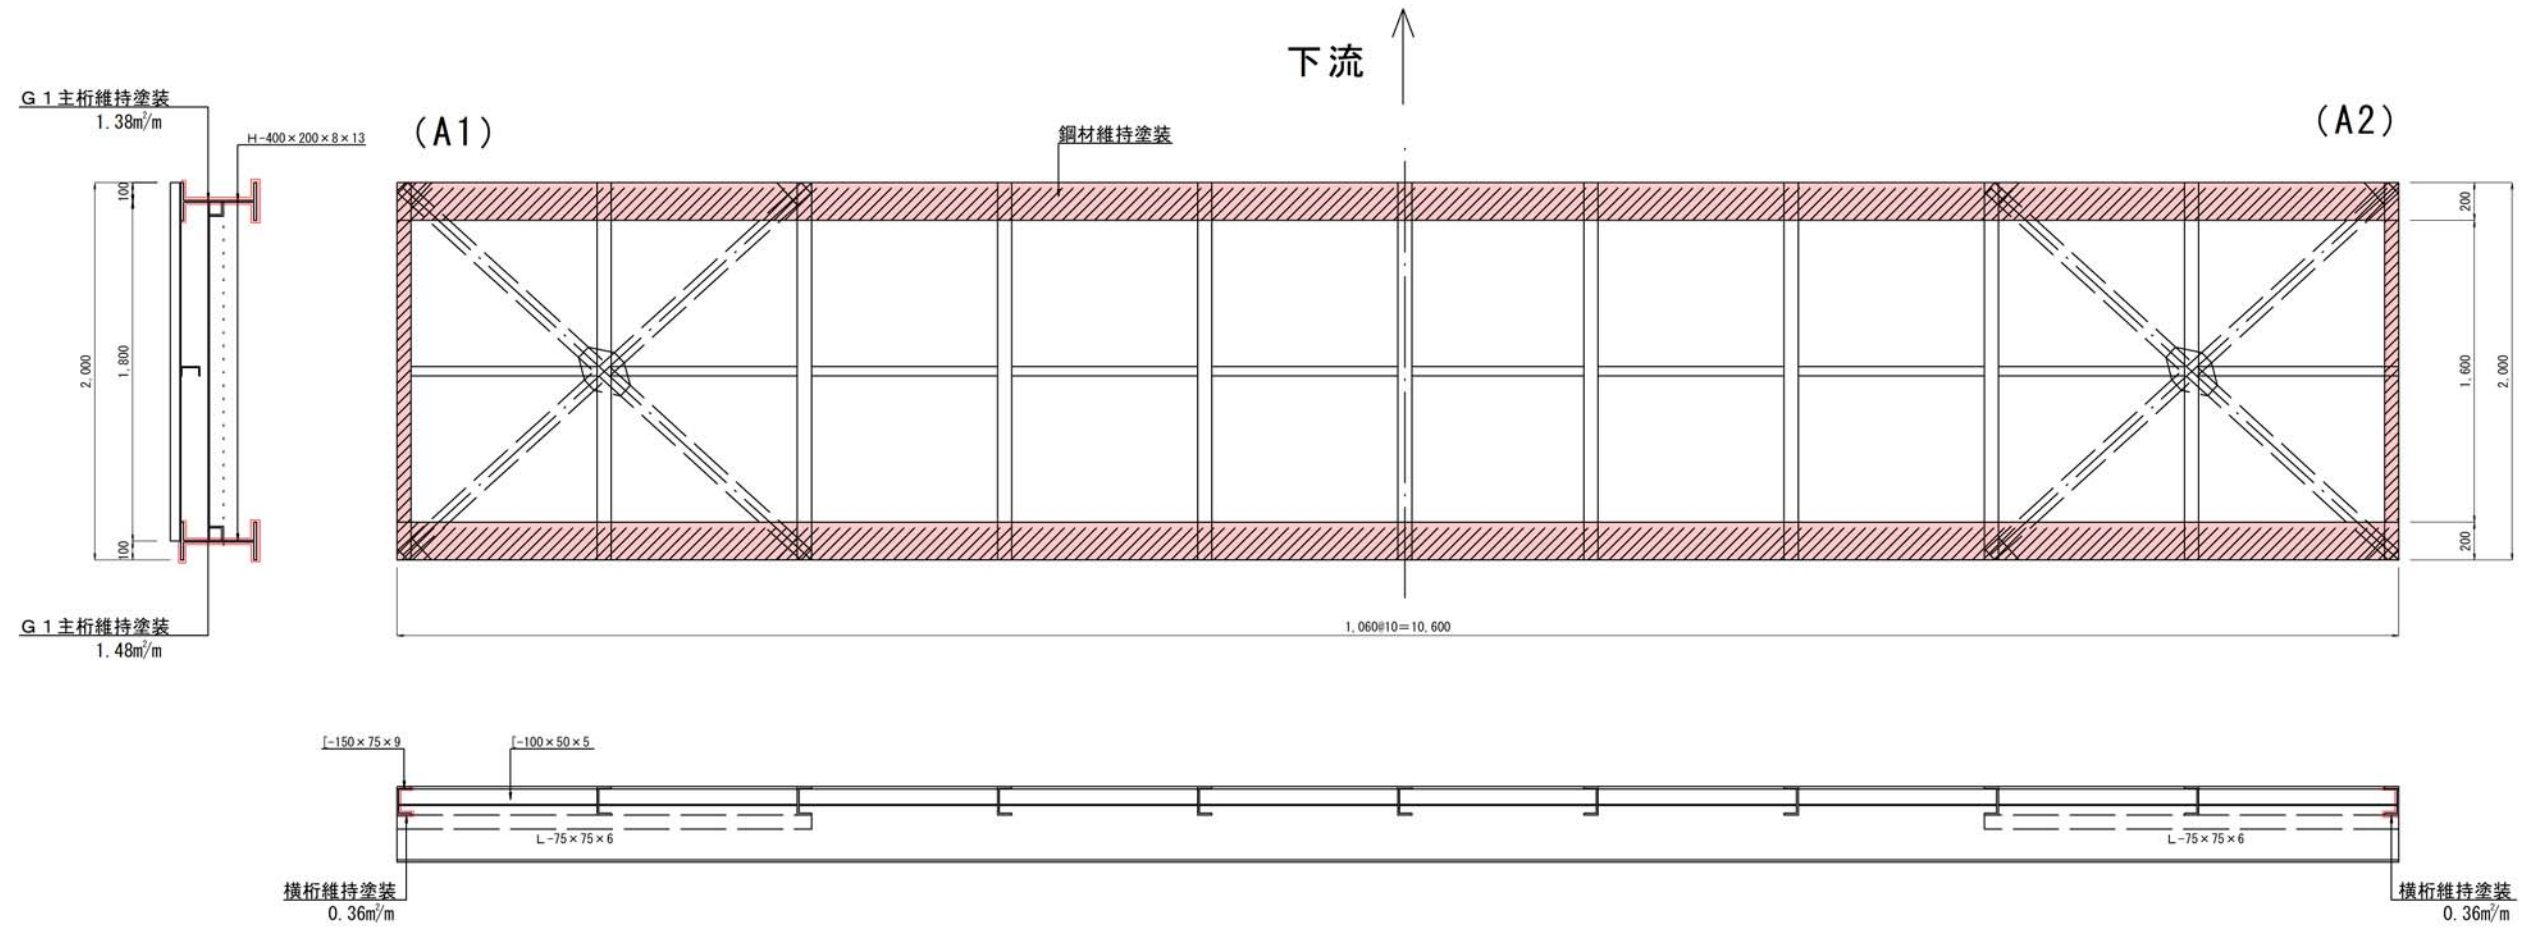 下流
(A1)
(A2)
G1主桁維持塗装
1.38㎡/m
H-400×200×8×13
鋼材維持塗装
100
1,800
100
2,000
200
1,600
200
2,000
G1主桁維持塗装
1.48㎡/m
1,060@10=10,600
[-150×75×9
[-100×50×5
L-75×75×6
L-75×75×6
横桁維持塗装
0.36㎡/m
横桁維持塗装
0.36㎡/m